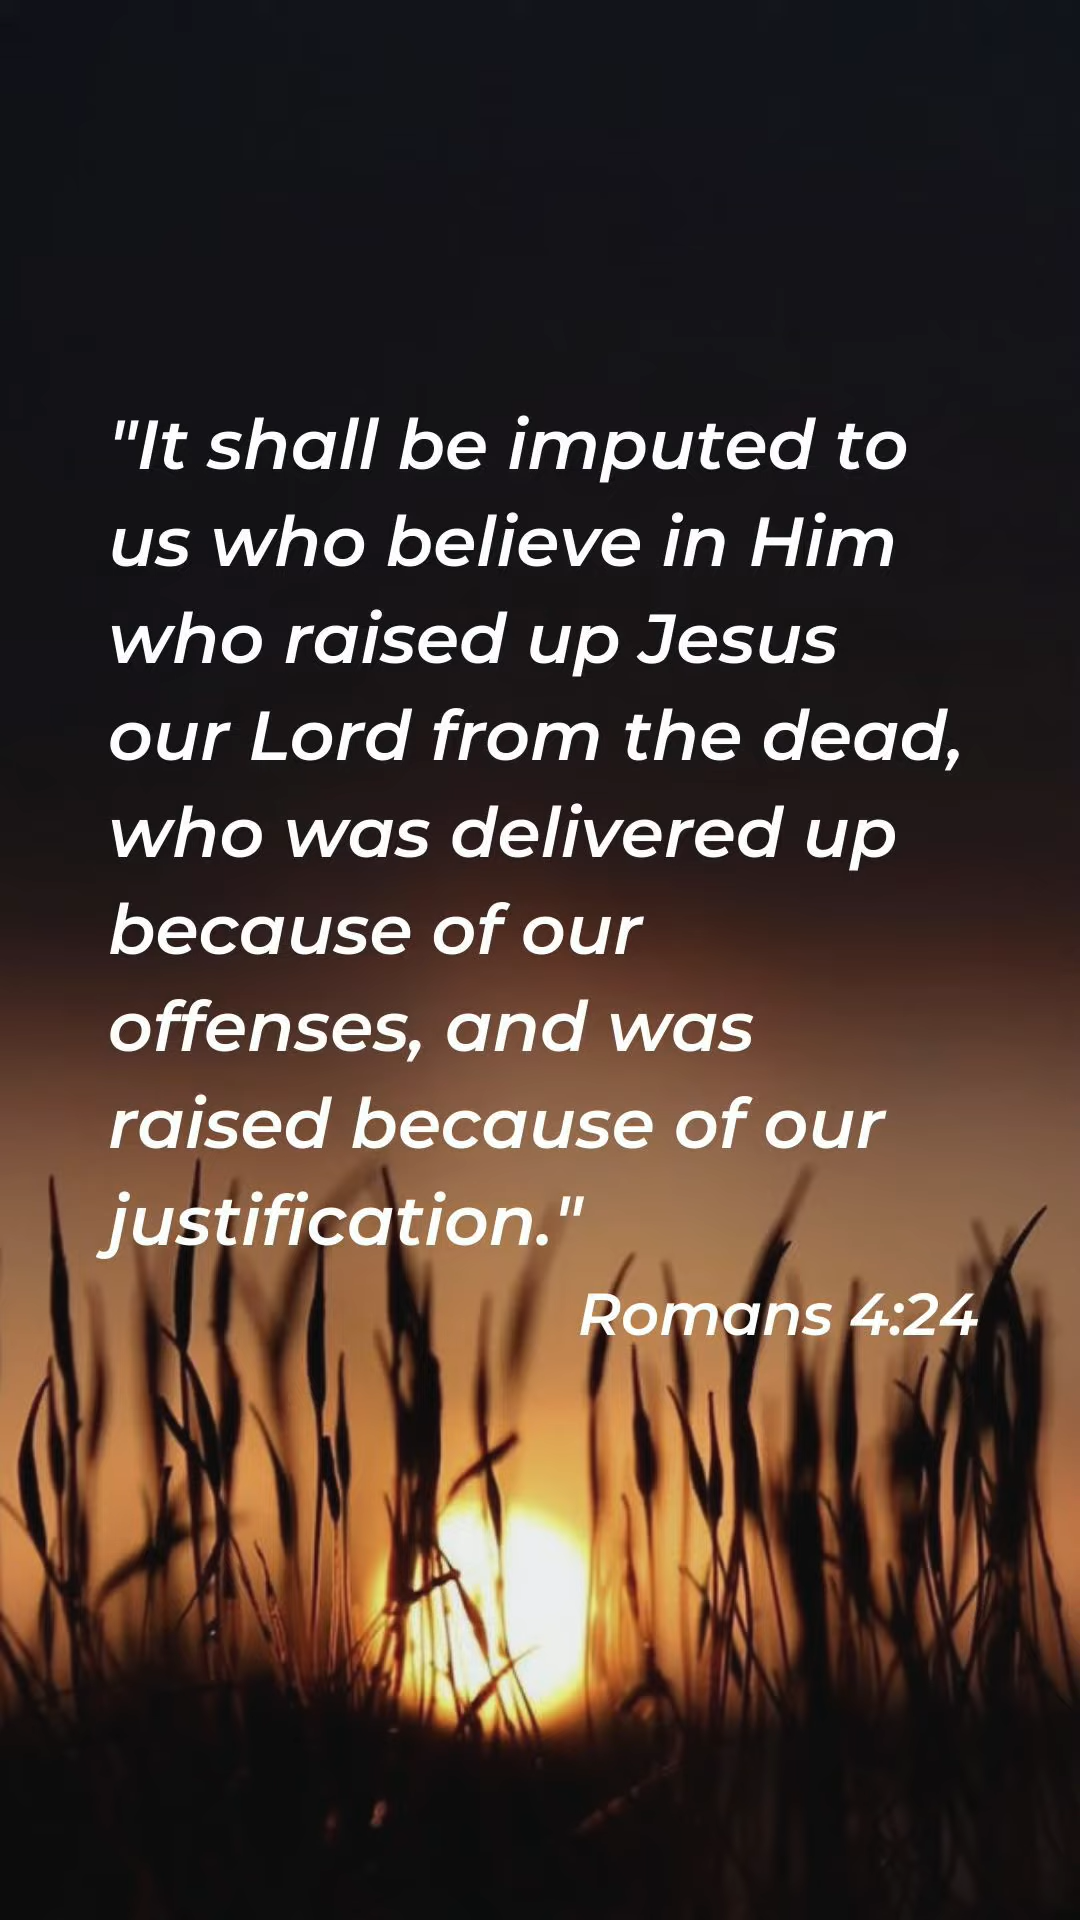 "It shall be imputed to
us who believe in Him
who raised up Jesus
our Lord from the dead,
who was delivered up
because of our
offenses, and was
raised because of our
justification."
Romans 4:24